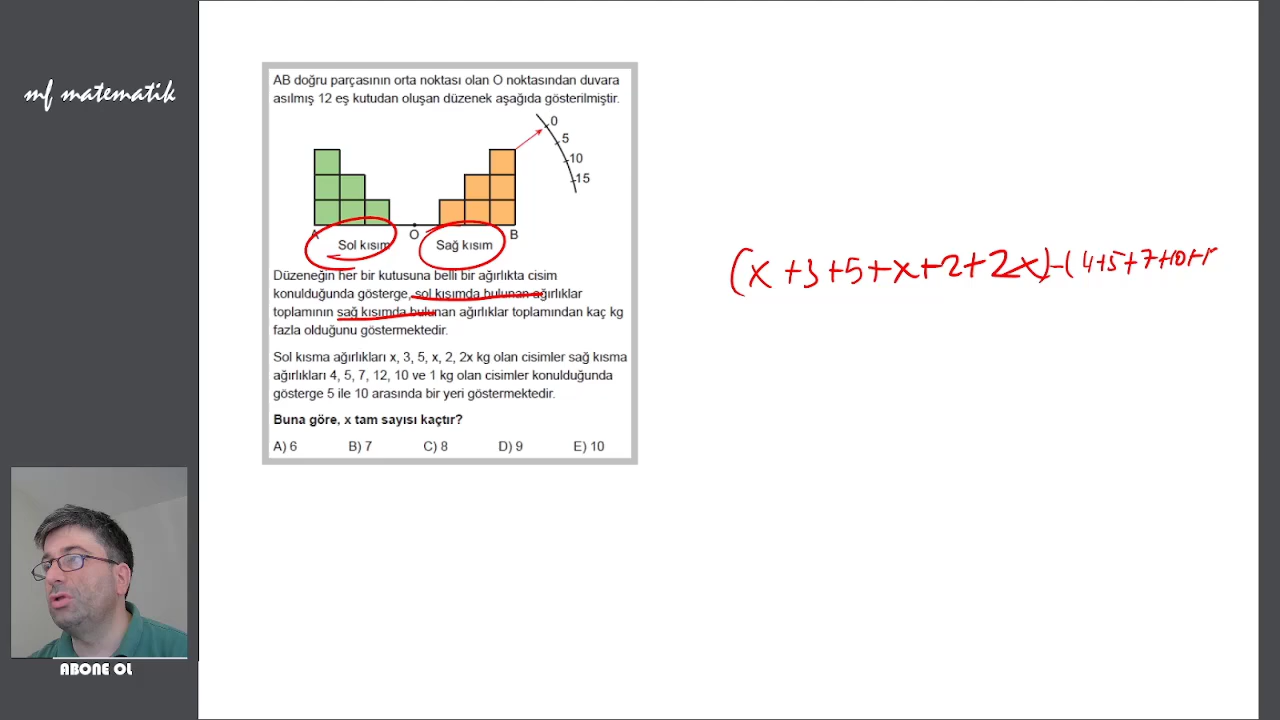 mf matematik
AB doğru parçasının orta noktası olan O noktasından duvara
asılmış 12 eş kutudan oluşan düzenek aşağıda gösterilmiştir.
0
5
10
15
A
O
B
Sol kısım
Sağ kısım
Düzeneğin her bir kutusuna belli bir ağırlıkta cisim
konulduğunda gösterge, sol kısımda bulunan ağırlıklar
toplamının sağ kısımda bulunan ağırlıklar toplamından kaç kg
fazla olduğunu göstermektedir.
Sol kısma ağırlıkları x, 3, 5, x, 2, 2x kg olan cisimler sağ kısma
ağırlıkları 4, 5, 7, 12, 10 ve 1 kg olan cisimler konulduğunda
gösterge 5 ile 10 arasında bir yeri göstermektedir.
Buna göre, x tam sayısı kaçtır?
A) 6 B) 7 C) 8 D) 9 E) 10
(x+3+5+x+2+2x)-(4+5+7+10+1
ABONE OL